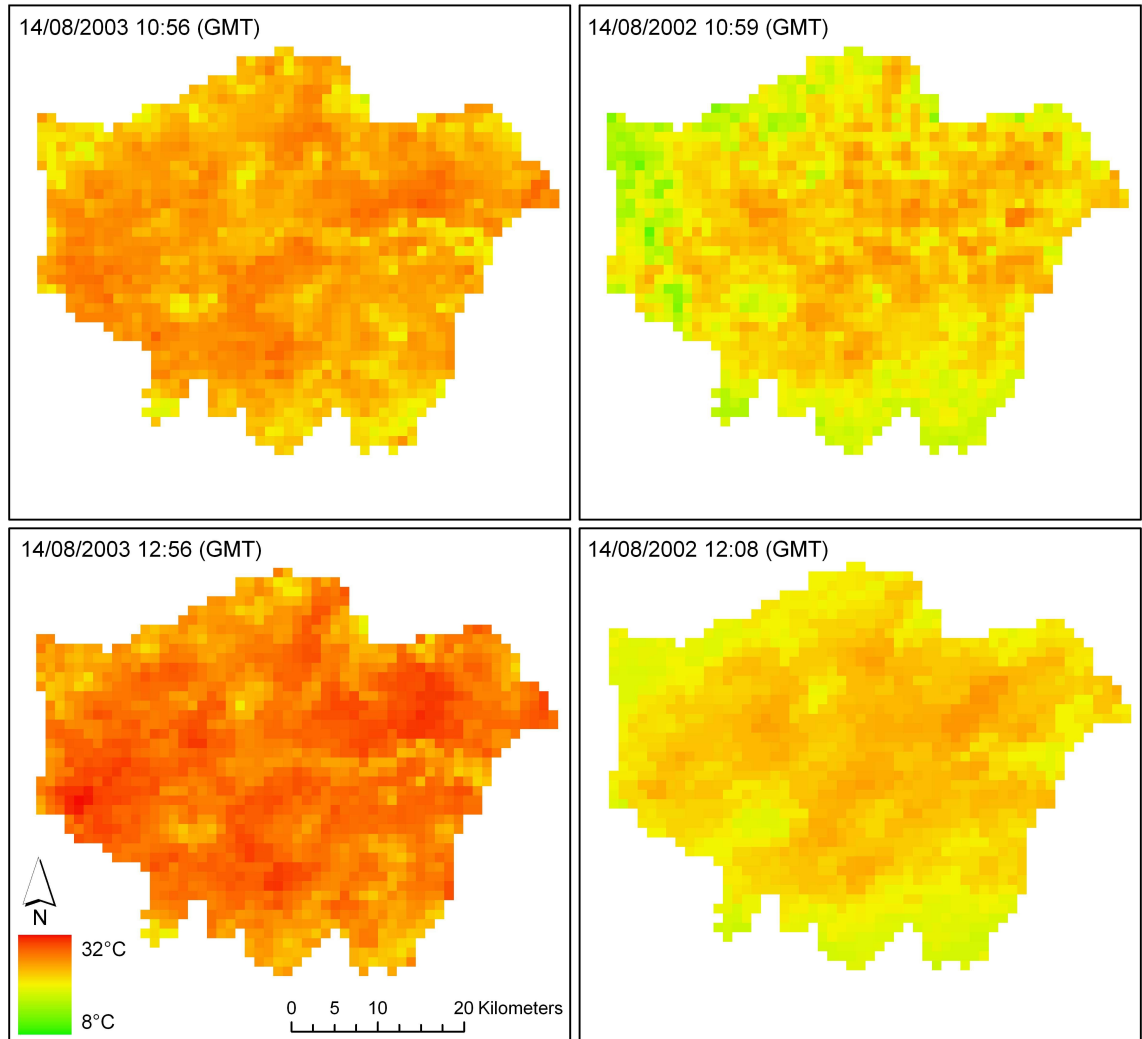 14/08/2003 10:56 (GMT)
14/08/2002 10:59 (GMT)
14/08/2003 12:56 (GMT)
14/08/2002 12:08 (GMT)
N
32°C
8°C
0 5 10 20 Kilometers